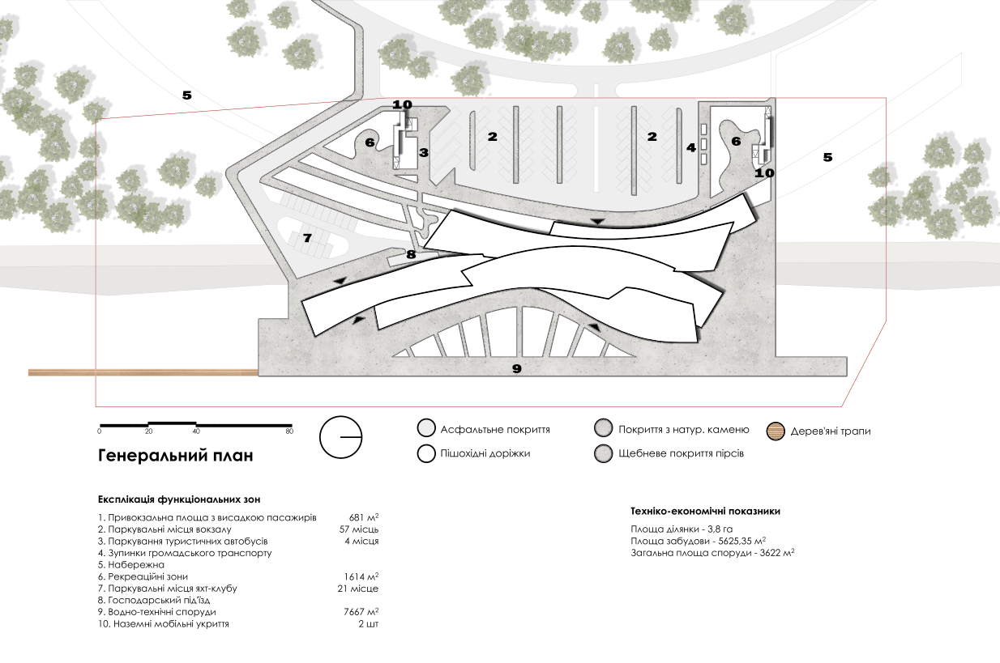 5
10
6
3
2
2
4
6
10
5
7
8
9
0 20 40 80
Генеральний план
Асфальтьне покриття
Пішохідні доріжки
Покриття з натур. каменю
Щебневе покриття пірсів
Дерев'яні трапи
Експлікація функціональних зон
1. Привокзальна площа з висадкою пасажирів 681 м²
2. Паркувальні місця вокзалу 57 місць
3. Паркування туристичних автобусів 4 місця
4. Зупинки громадського транспорту
5. Набережна
6. Рекреаційні зони 1614 м²
7. Паркувальні місця яхт-клубу 21 місце
8. Господарський під'їзд
9. Водно-технічні споруди 7667 м²
10. Наземні мобільні укриття 2 шт
Техніко-економічні показники
Площа ділянки - 3,8 га
Площа забудови - 5625,35 м²
Загальна площа споруди - 3622 м²